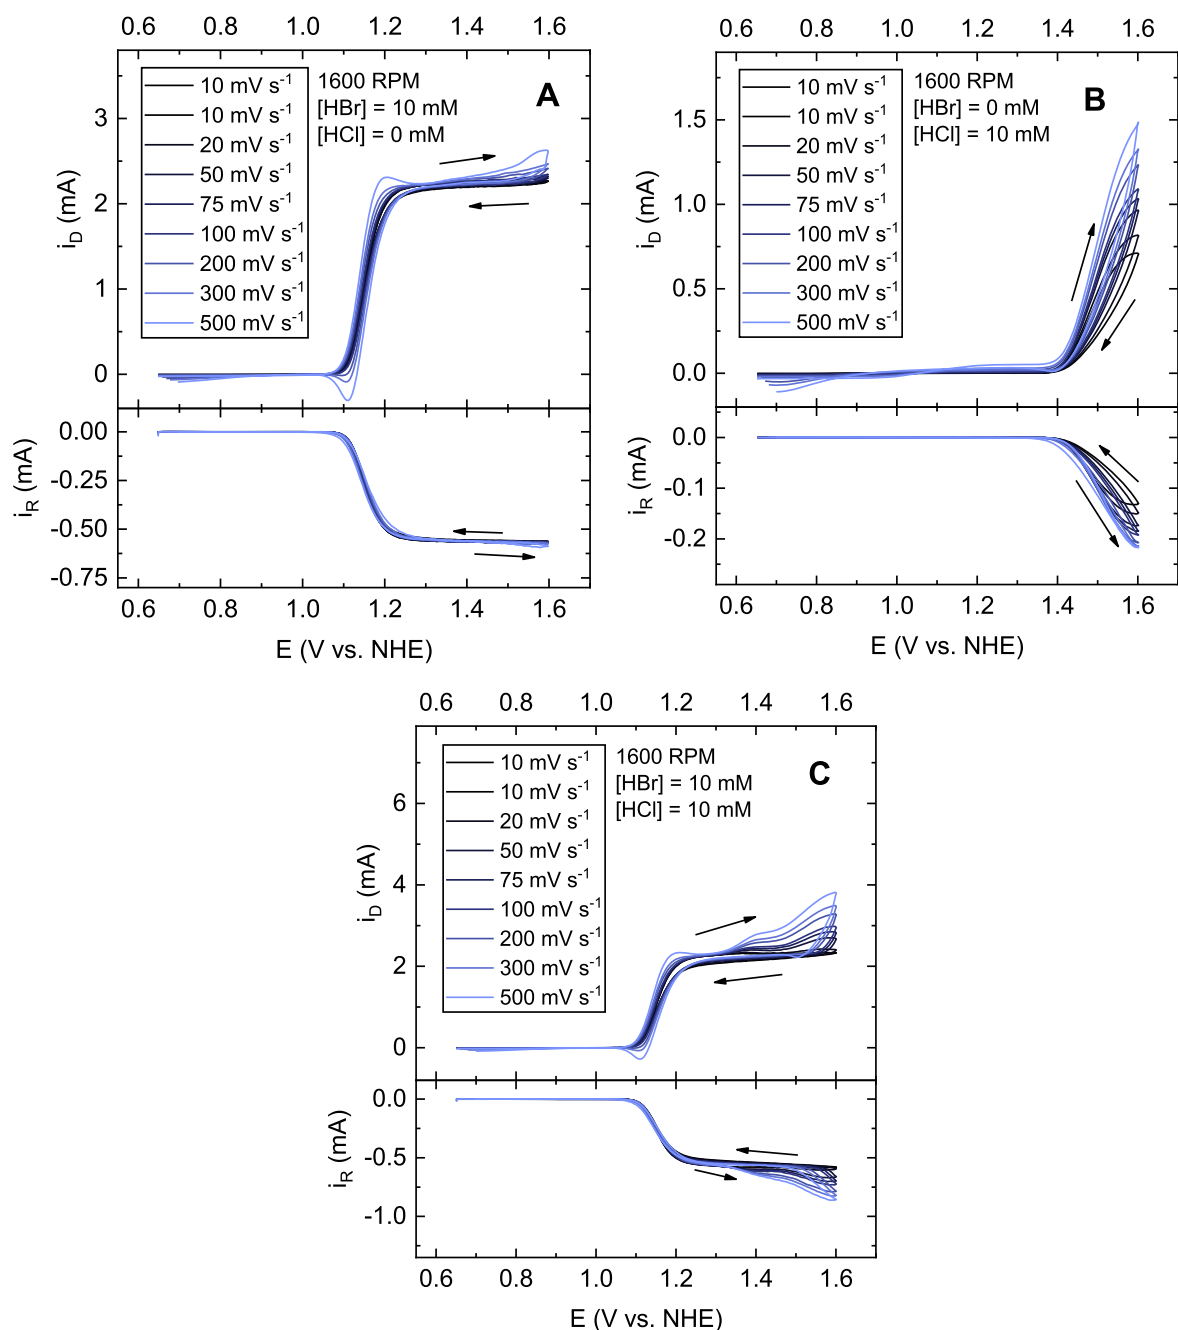 0.6 0.8 1.0 1.2 1.4 1.6
10 mV s⁻¹
10 mV s⁻¹
20 mV s⁻¹
50 mV s⁻¹
75 mV s⁻¹
100 mV s⁻¹
200 mV s⁻¹
300 mV s⁻¹
500 mV s⁻¹
1600 RPM
[HBr] = 10 mM
[HCl] = 0 mM
A
3
2
1
0
i_D (mA)
0.00
-0.25
-0.50
-0.75
i_R (mA)
0.6 0.8 1.0 1.2 1.4 1.6
E (V vs. NHE)
0.6 0.8 1.0 1.2 1.4 1.6
10 mV s⁻¹
10 mV s⁻¹
20 mV s⁻¹
50 mV s⁻¹
75 mV s⁻¹
100 mV s⁻¹
200 mV s⁻¹
300 mV s⁻¹
500 mV s⁻¹
1600 RPM
[HBr] = 0 mM
[HCl] = 10 mM
B
1.5
1.0
0.5
0.0
i_D (mA)
0.0
-0.1
-0.2
i_R (mA)
0.6 0.8 1.0 1.2 1.4 1.6
E (V vs. NHE)
0.6 0.8 1.0 1.2 1.4 1.6
10 mV s⁻¹
10 mV s⁻¹
20 mV s⁻¹
50 mV s⁻¹
75 mV s⁻¹
100 mV s⁻¹
200 mV s⁻¹
300 mV s⁻¹
500 mV s⁻¹
1600 RPM
[HBr] = 10 mM
[HCl] = 10 mM
C
6
4
2
0
i_D (mA)
0.0
-0.5
-1.0
i_R (mA)
0.6 0.8 1.0 1.2 1.4 1.6
E (V vs. NHE)